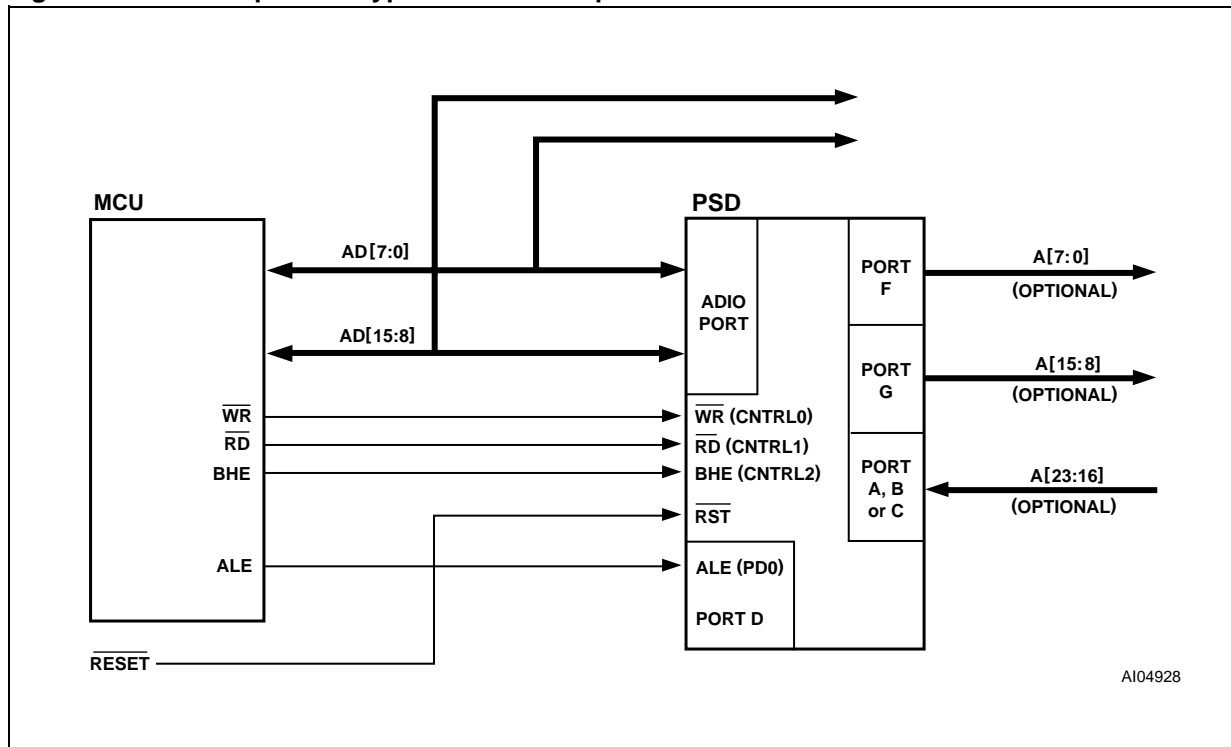 MCU
PSD
AD[7:0]
AD[15:8]
ADIO
PORT
PORT
F
A[7:0]
(OPTIONAL)
PORT
G
A[15:8]
(OPTIONAL)
PORT
A, B
or C
A[23:16]
(OPTIONAL)
WR
WR (CNTRL0)
RD
RD (CNTRL1)
BHE
BHE (CNTRL2)
RST
ALE
ALE (PD0)
PORT D
RESET
AI04928